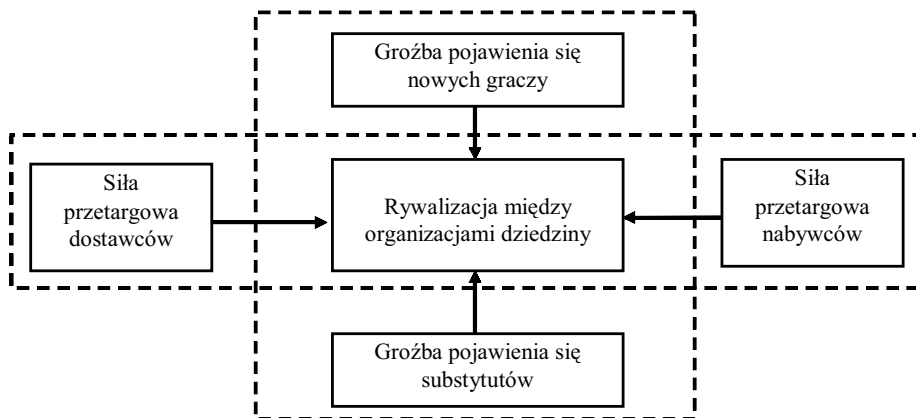 Groźba pojawienia się
nowych graczy
Siła
przetargowa
dostawców
Rywalizacja między
organizacjami dziedziny
Siła
przetargowa
nabywców
Groźba pojawienia się
substytutów